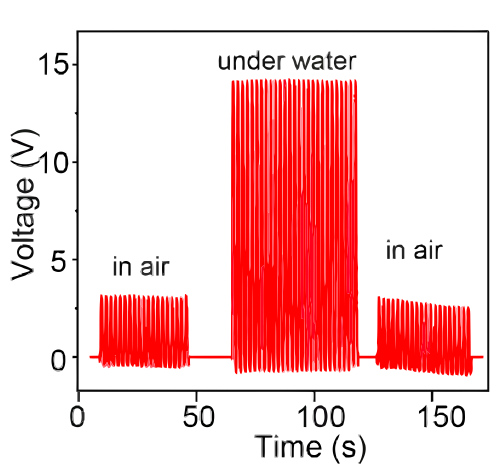 under water
in air
in air
Voltage (V)
15
10
5
0
0
50
100
150
Time (s)